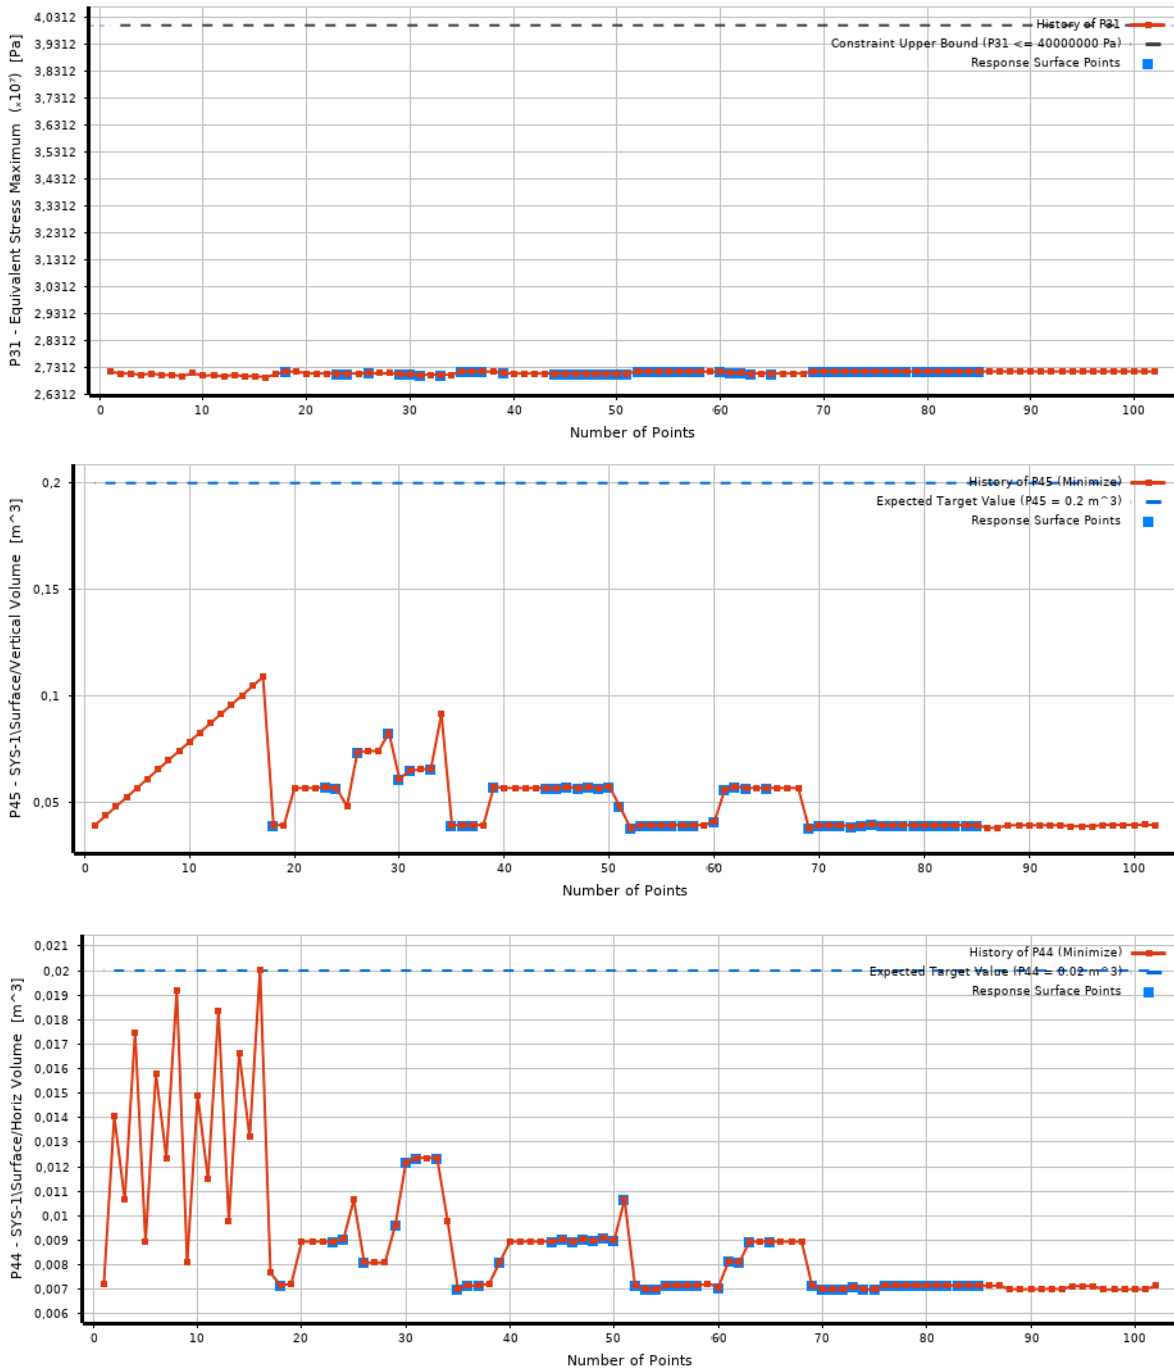 4,0312
3,9312
3,8312
3,7312
3,6312
3,5312
3,4312
3,3312
3,2312
3,1312
3,0312
2,9312
2,8312
2,7312
2,6312
P31 - Equivalent Stress Maximum (ₓ10⁷) [Pa]
History of P31
Constraint Upper Bound (P31 <= 40000000 Pa)
Response Surface Points
0 10 20 30 40 50 60 70 80 90 100
Number of Points
0,2
0,15
0,1
0,05
P45 - SYS-1\Surface/Vertical Volume [m^3]
History of P45 (Minimize)
Expected Target Value (P45 = 0.2 m^3)
Response Surface Points
0 10 20 30 40 50 60 70 80 90 100
Number of Points
0,021
0,02
0,019
0,018
0,017
0,016
0,015
0,014
0,013
0,012
0,011
0,01
0,009
0,008
0,007
0,006
P44 - SYS-1\Surface/Horiz Volume [m^3]
History of P44 (Minimize)
Expected Target Value (P44 = 0.02 m^3)
Response Surface Points
0 10 20 30 40 50 60 70 80 90 100
Number of Points